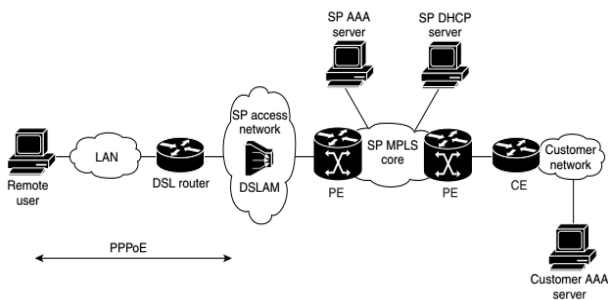 SP AAA
server
SP DHCP
server
SP access
network
LAN
SP MPLS
core
Customer
network
Remote
user
DSL router
DSLAM
PE
PE
CE
PPPoE
Customer AAA
server